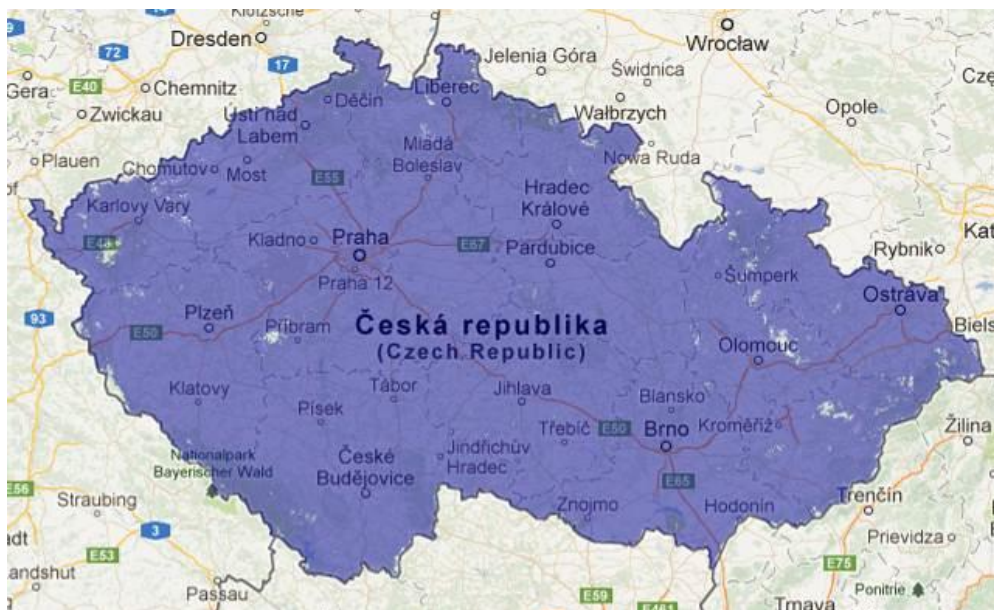 Klotzsche
Dresden
Wrocław
72
17
Jelenia Góra
Świdnica
Gera
E40
Chemnitz
Liberec
Děčín
Wałbrzych
Opole
Zwickau
Ústí nad
Labem
Mladá
Boleslav
Nowa Ruda
Plauen
Chomutov
Most
E55
Hradec
Králové
Karlovy Vary
E48
Kladno
Praha
E67
Pardubice
Rybnik
Praha 12
Šumperk
Ostrava
93
Plzeň
E50
Příbram
Česká republika
(Czech Republic)
Olomouc
Klatovy
Tábor
Jihlava
Blansko
Písek
Třebíč
E50
Brno
Kroměříž
Žilina
Nationalpark
Bayerischer Wald
České
Budějovice
Jindřichův
Hradec
E56
Straubing
E65
Znojmo
Hodonín
Trenčín
3
E53
Prievidza
E75
Passau
E59
E461
Trnava
Ponitrie